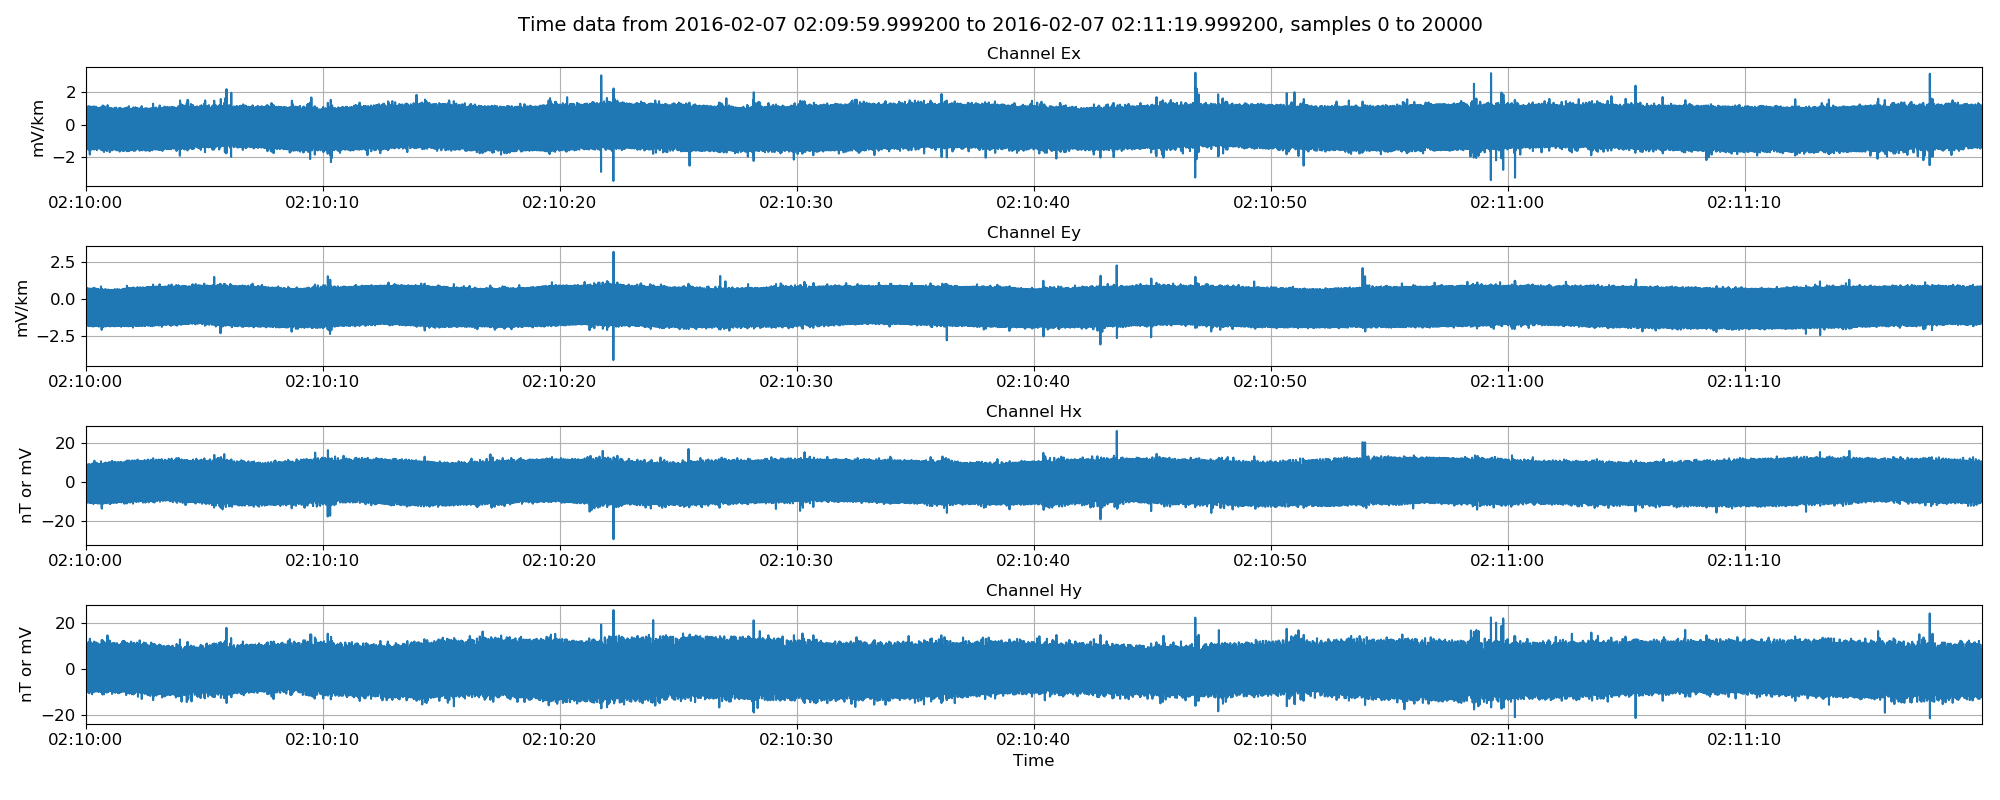 Time data from 2016-02-07 02:09:59.999200 to 2016-02-07 02:11:19.999200, samples 0 to 20000
Channel Ex
mV/km
2
0
−2
02:10:00 02:10:10 02:10:20 02:10:30 02:10:40 02:10:50 02:11:00 02:11:10
Channel Ey
mV/km
2.5
0.0
−2.5
02:10:00 02:10:10 02:10:20 02:10:30 02:10:40 02:10:50 02:11:00 02:11:10
Channel Hx
nT or mV
20
0
−20
02:10:00 02:10:10 02:10:20 02:10:30 02:10:40 02:10:50 02:11:00 02:11:10
Channel Hy
nT or mV
20
0
−20
02:10:00 02:10:10 02:10:20 02:10:30 02:10:40 02:10:50 02:11:00 02:11:10
Time